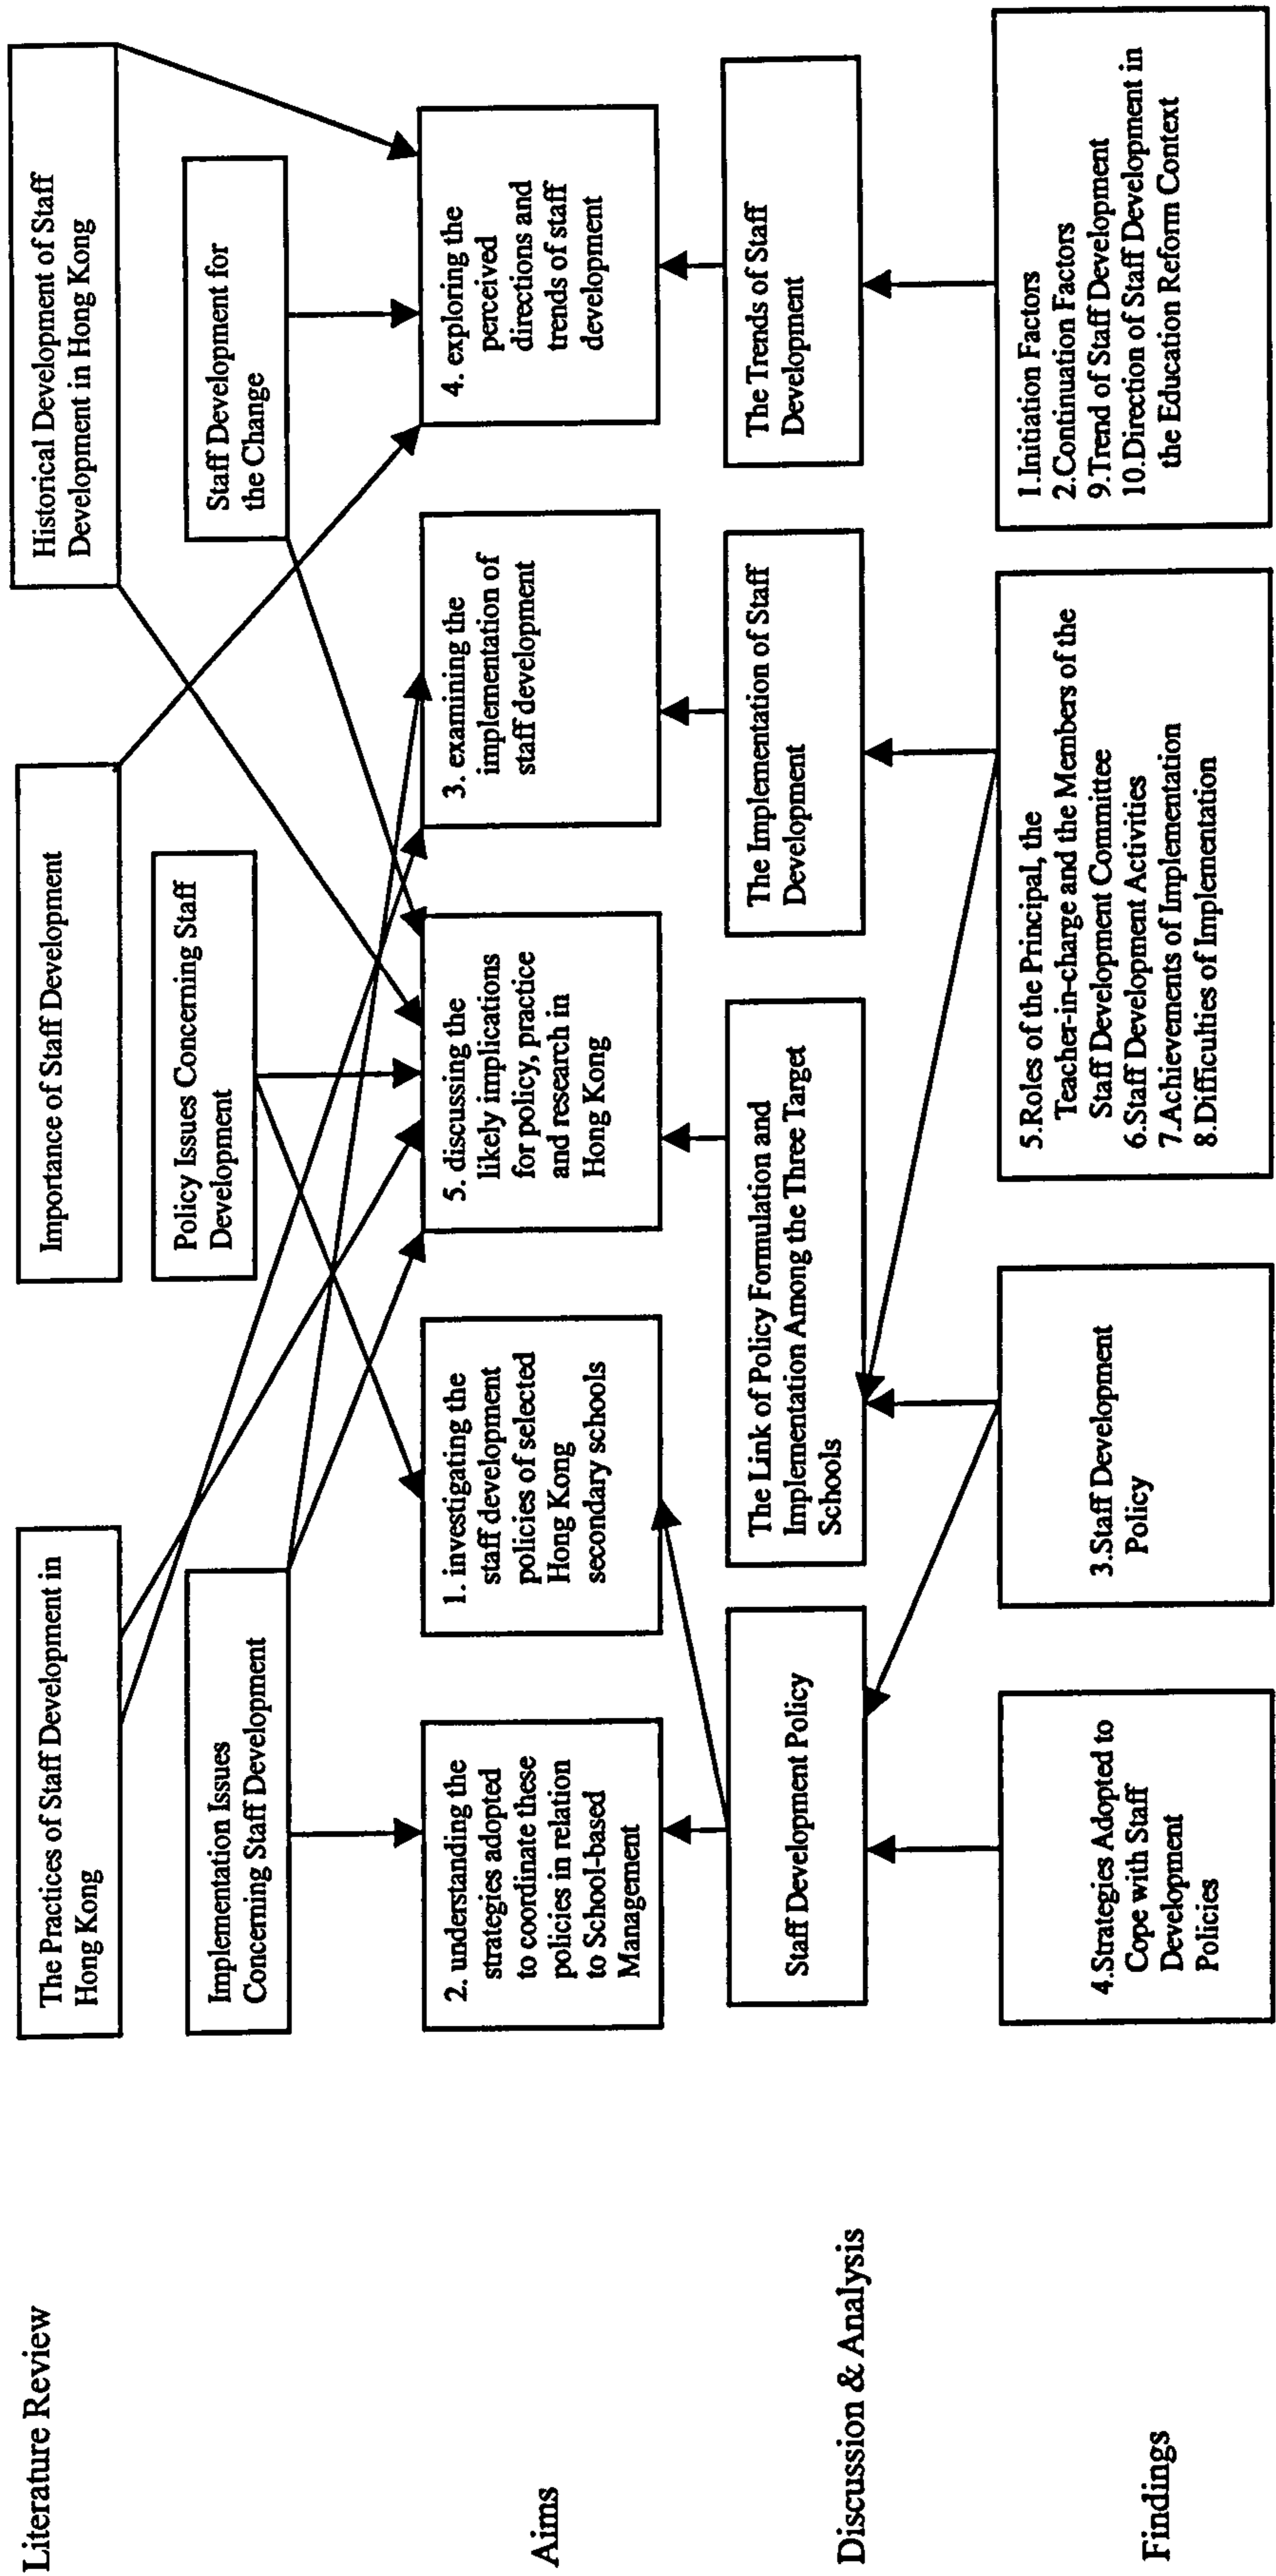 Literature Review
The Practices of Staff Development in
Hong Kong
Importance of Staff Development
Historical Development of Staff
Development in Hong Kong
Implementation Issues
Concerning Staff Development
Policy Issues Concerning Staff
Development
Staff Development for
the Change
Aims
2. understanding the
strategies adopted
to coordinate these
policies in relation
to School-based
Management
1. investigating the
staff development
policies of selected
Hong Kong
secondary schools
5. discussing the
likely implications
for policy, practice
and research in
Hong Kong
3. examining the
implementation of
staff development
4. exploring the
perceived
directions and
trends of staff
development
Discussion & Analysis
Staff Development Policy
The Link of Policy Formulation and
Implementation Among the Three Target
Schools
The Implementation of Staff
Development
The Trends of Staff
Development
Findings
4.Strategies Adopted to
Cope with Staff
Development
Policies
3.Staff Development
Policy
5.Roles of the Principal, the
Teacher-in-charge and the Members of the
Staff Development Committee
6.Staff Development Activities
7.Achievements of Implementation
8.Difficulties of Implementation
1.Initiation Factors
2.Continuation Factors
9.Trend of Staff Development
10.Direction of Staff Development in
the Education Reform Context